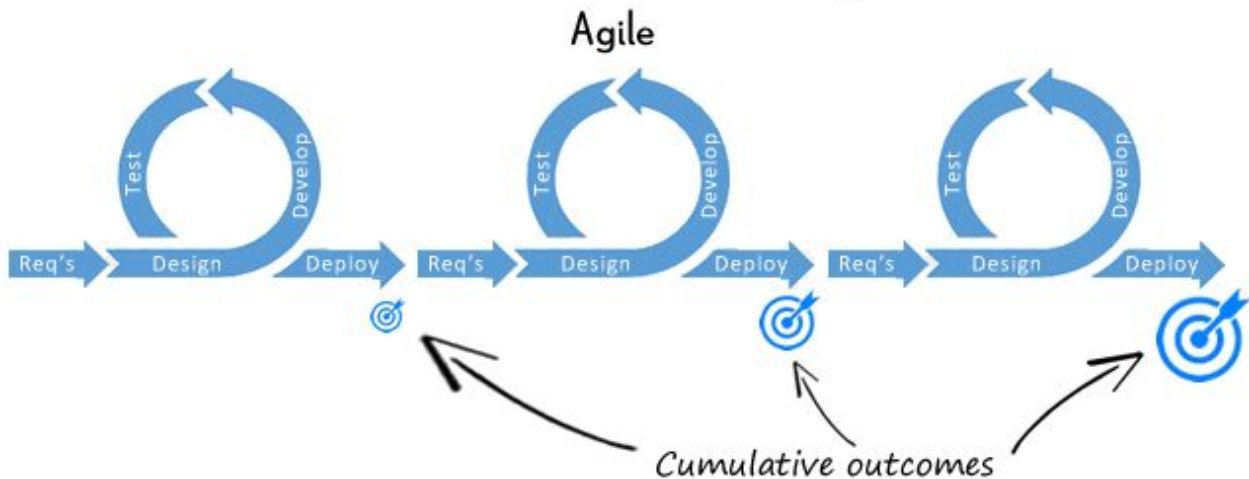 Agile
Test
Develop
Req's
Design
Deploy
Test
Develop
Req's
Design
Deploy
Test
Develop
Req's
Design
Deploy
Cumulative outcomes